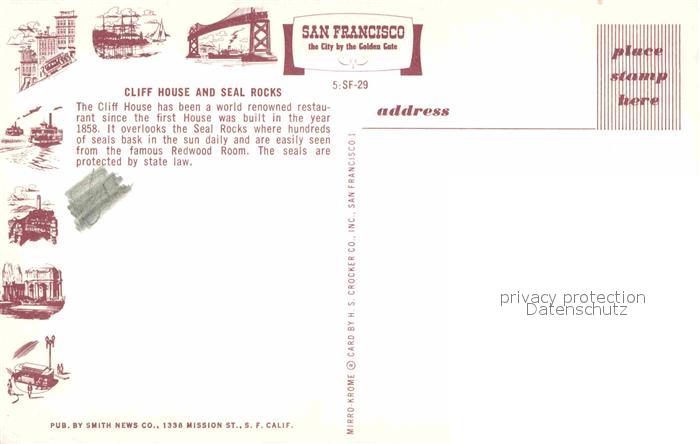 SAN FRANCISCO
the City by the Golden Gate
5:SF-29
place
stamp
here
address
CLIFF HOUSE AND SEAL ROCKS
The Cliff House has been a world renowned restau-
rant since the first House was built in the year
1858. It overlooks the Seal Rocks where hundreds
of seals bask in the sun daily and are easily seen
from the famous Redwood Room. The seals are
protected by state law.
MIRRO-KROME ® CARD BY H. S. CROCKER CO., INC., SAN FRANCISCO 1
privacy protection
Datenschutz
PUB. BY SMITH NEWS CO., 1336 MISSION ST., S. F. CALIF.